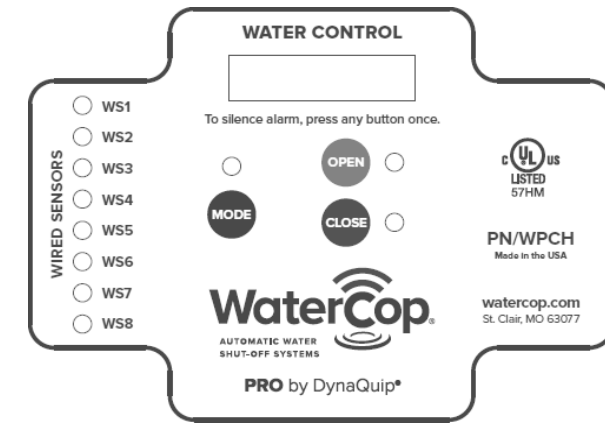 WATER CONTROL
To silence alarm, press any button once.
WIRED SENSORS
WS1
WS2
WS3
WS4
WS5
WS6
WS7
WS8
OPEN
MODE
CLOSE
WaterCop®
AUTOMATIC WATER
SHUT-OFF SYSTEMS
PRO by DynaQuip®
C UL US
LISTED
57HM
PN/WPCH
Made in the USA
watercop.com
St. Clair, MO 63077